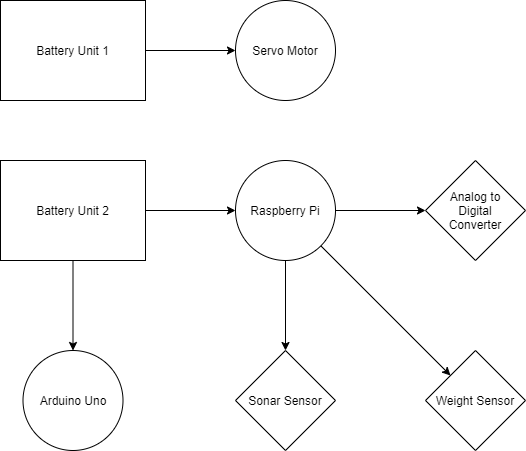 Battery Unit 1
Servo Motor
Battery Unit 2
Raspberry Pi
Analog to
Digital
Converter
Arduino Uno
Sonar Sensor
Weight Sensor